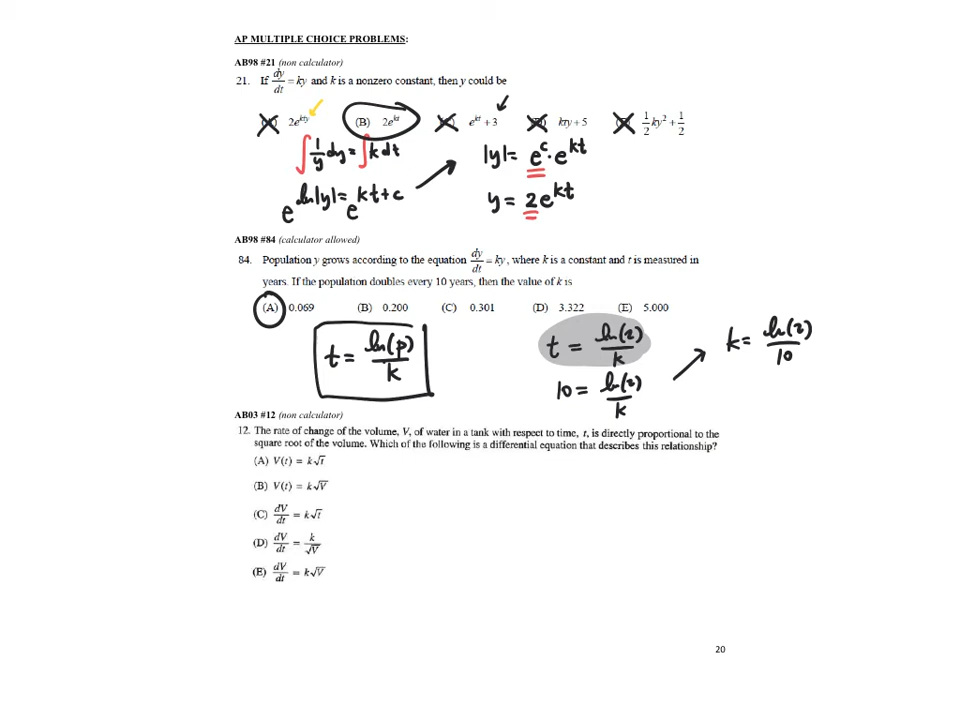 AP MULTIPLE CHOICE PROBLEMS:
AB98 #21 (non calculator)
21. If dy/dt = ky and k is a nonzero constant, then y could be
(A) 2e^{kty} (B) 2e^{kt} (C) e^{kt} + 3 (D) kty + 5 (E) 1/2 ky² + 1/2
∫ 1/y dy = ∫ k dt
e^{ln|y|} = e^{kt+c}
|y| = e^c · e^{kt}
y = 2e^{kt}
AB98 #84 (calculator allowed)
84. Population y grows according to the equation dy/dt = ky, where k is a constant and t is measured in
years. If the population doubles every 10 years, then the value of k is
(A) 0.069 (B) 0.200 (C) 0.301 (D) 3.322 (E) 5.000
t = ln(p)/k
t = ln(2)/k
10 = ln(2)/k
k = ln(2)/10
AB03 #12 (non calculator)
12. The rate of change of the volume, V, of water in a tank with respect to time, t, is directly proportional to the
square root of the volume. Which of the following is a differential equation that describes this relationship?
(A) V(t) = k√t
(B) V(t) = k√V
(C) dV/dt = k√t
(D) dV/dt = k/√V
(E) dV/dt = k√V
20